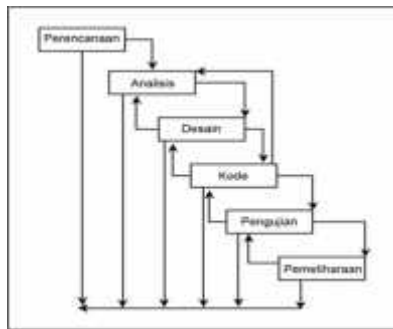 Perencanaan
Analisis
Desain
Kode
Pengujian
Pemeliharaan